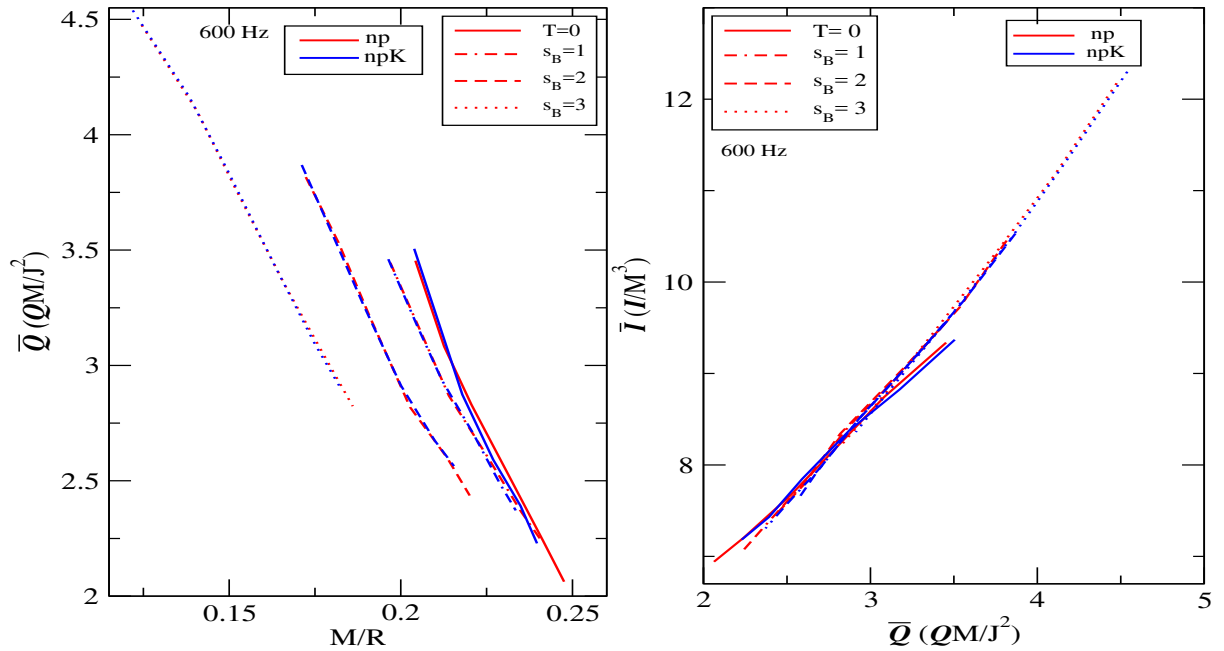 600 Hz
np
npK
T=0
s_B=1
s_B=2
s_B=3
4.5
4
3.5
3
2.5
2
0.15
0.2
0.25
M/R
Q̅ (QM/J²)
T= 0
s_B= 1
s_B= 2
s_B= 3
600 Hz
np
npK
12
10
8
2
3
4
5
Q̅ (QM/J²)
I̅ (I/M³)